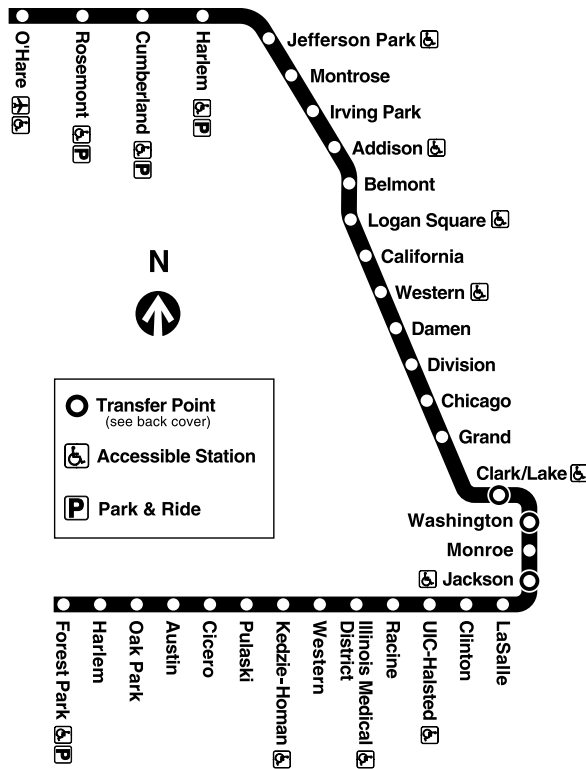 O'Hare
Rosemont
P
Cumberland
P
Harlem
P
Jefferson Park
Montrose
Irving Park
Addison
Belmont
Logan Square
California
Western
Damen
Division
Chicago
Grand
Clark/Lake
Washington
Monroe
Jackson
N
Transfer Point
(see back cover)
Accessible Station
P Park & Ride
Forest Park
P
Harlem
Oak Park
Austin
Cicero
Pulaski
Kedzie-Homan
Western
Illinois Medical
District
Racine
UIC-Halsted
Clinton
LaSalle